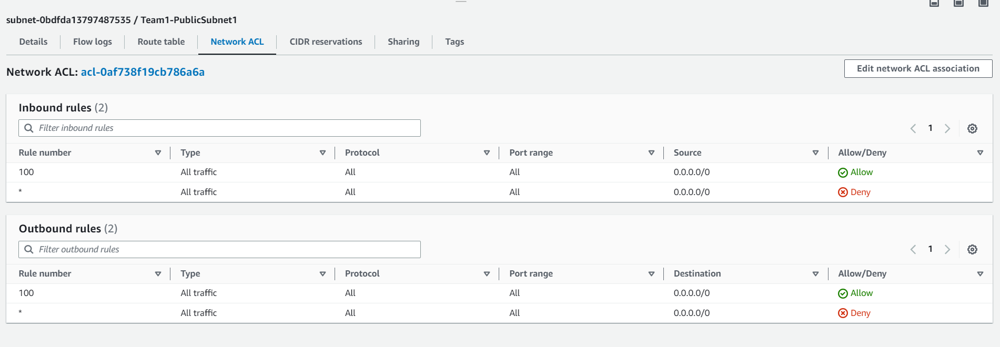 subnet-0bdfda13797487535 / Team1-PublicSubnet1
Details Flow logs Route table Network ACL CIDR reservations Sharing Tags
Network ACL: acl-0af738f19cb786a6a Edit network ACL association
Inbound rules (2)
Filter inbound rules 1
Rule number Type Protocol Port range Source Allow/Deny
100 All traffic All All 0.0.0.0/0 Allow
* All traffic All All 0.0.0.0/0 Deny
Outbound rules (2)
Filter outbound rules 1
Rule number Type Protocol Port range Destination Allow/Deny
100 All traffic All All 0.0.0.0/0 Allow
* All traffic All All 0.0.0.0/0 Deny